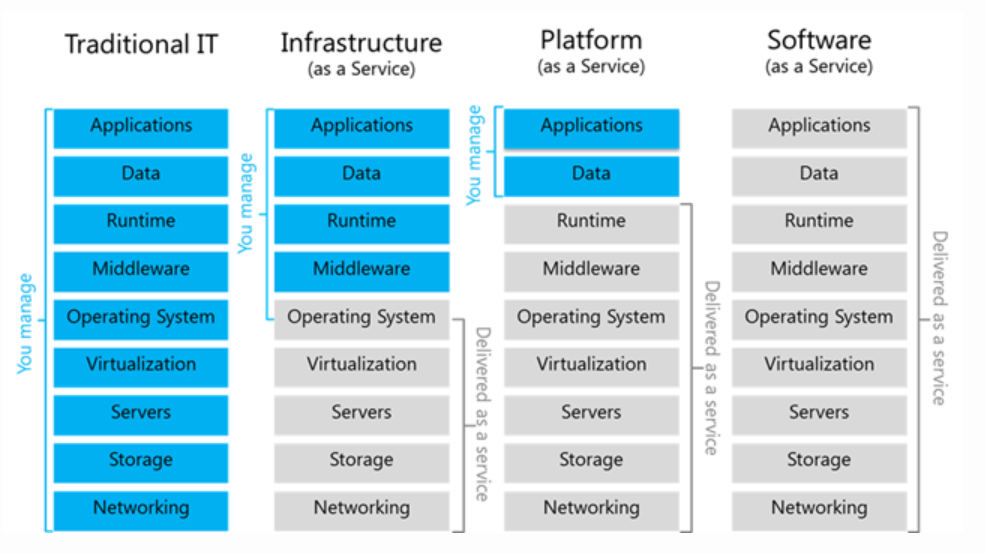 Traditional IT
Infrastructure
(as a Service)
Platform
(as a Service)
Software
(as a Service)
You manage
Applications
Data
Runtime
Middleware
Operating System
Virtualization
Servers
Storage
Networking
You manage
Applications
Data
Runtime
Middleware
Operating System
Virtualization
Servers
Storage
Networking
Delivered as a service
You manage
Applications
Data
Runtime
Middleware
Operating System
Virtualization
Servers
Storage
Networking
Delivered as a service
Applications
Data
Runtime
Middleware
Operating System
Virtualization
Servers
Storage
Networking
Delivered as a service